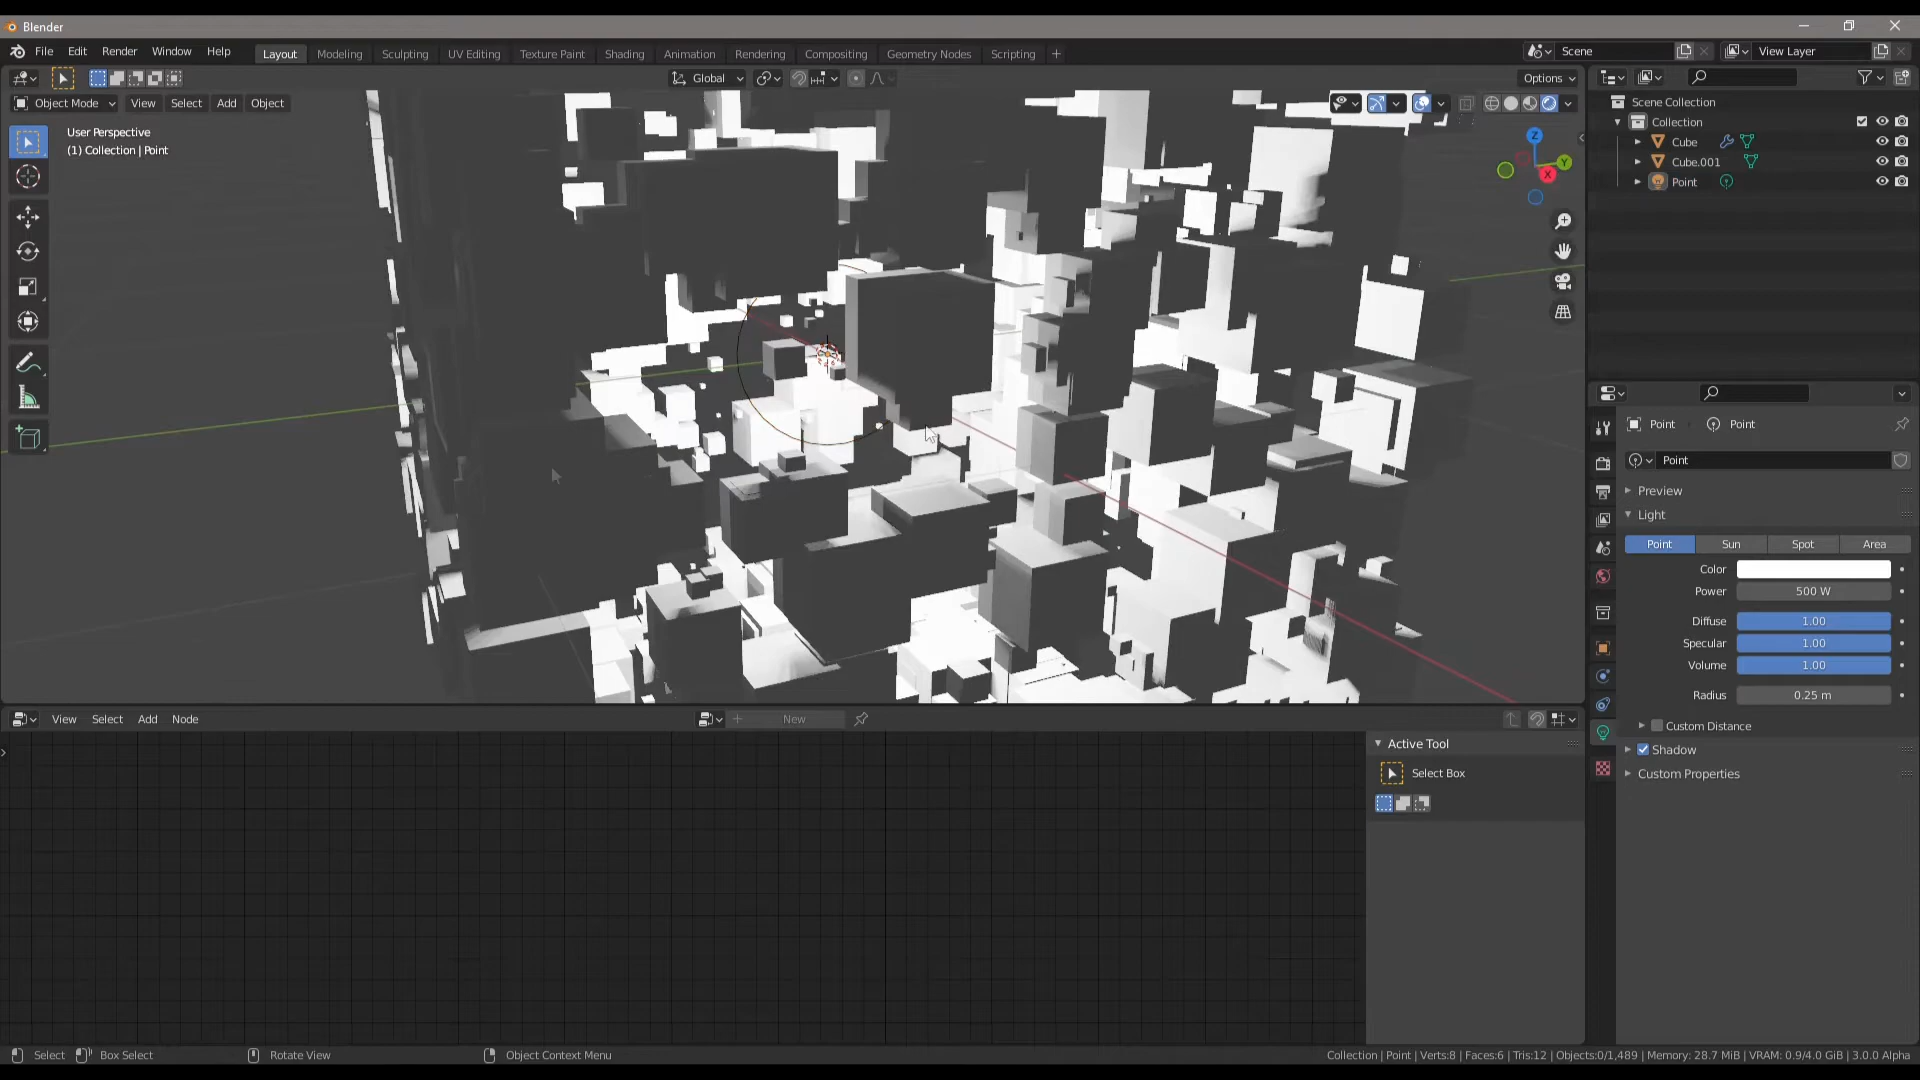 Blender
File Edit Render Window Help
Layout Modeling Sculpting UV Editing Texture Paint Shading Animation Rendering Compositing Geometry Nodes Scripting +
Scene
View Layer
Global
Options
Object Mode View Select Add Object
User Perspective
(1) Collection | Point
Z
Y
X
Scene Collection
Collection
Cube
Cube.001
Point
Point Point
Point
Preview
Light
Point Sun Spot Area
Color
Power 500 W
Diffuse 1.00
Specular 1.00
Volume 1.00
Radius 0.25 m
Custom Distance
Shadow
Custom Properties
View Select Add Node
New
Active Tool
Select Box
Select Box Select Rotate View Object Context Menu
Collection | Point | Verts:8 | Faces:6 | Tris:12 | Objects:0/1,489 | Memory: 28.7 MiB | VRAM: 0.9/4.0 GiB | 3.0.0 Alpha